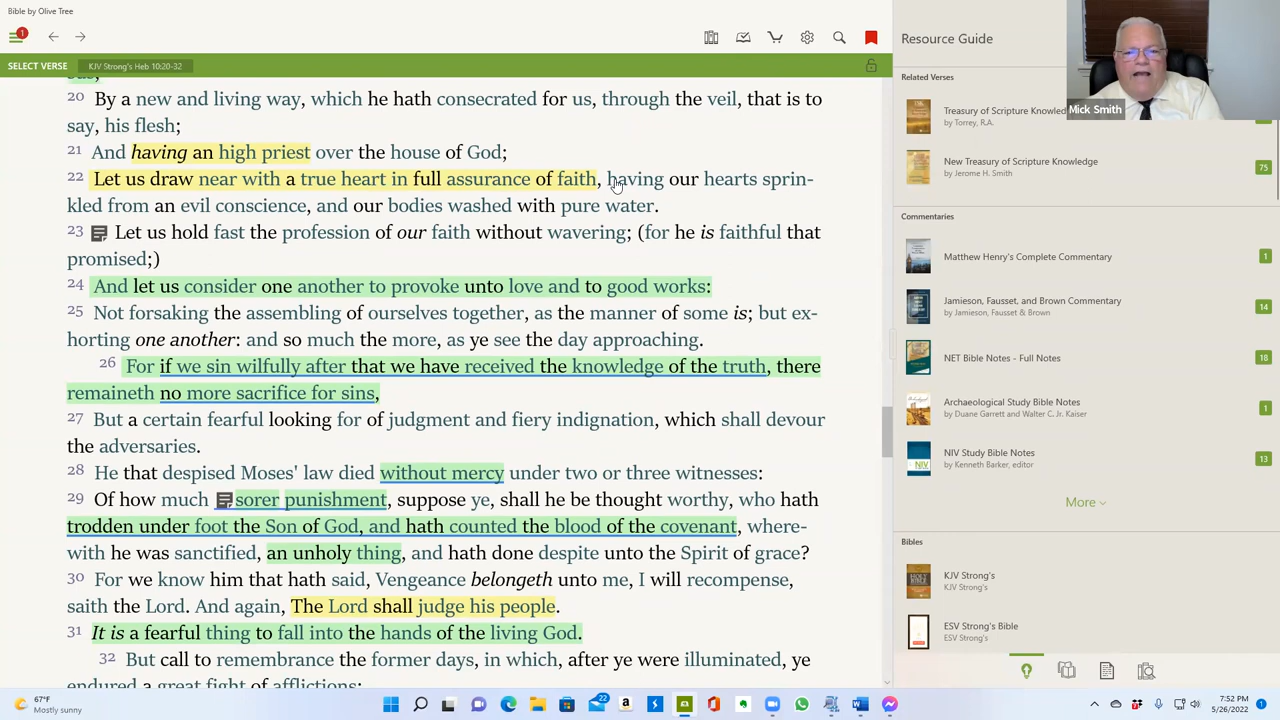 Bible by Olive Tree
1
SELECT VERSE
KJV Strong's Heb 10:20-32
20 By a new and living way, which he hath consecrated for us, through the veil, that is to
say, his flesh;
21 And having an high priest over the house of God;
22 Let us draw near with a true heart in full assurance of faith, having our hearts sprin-
kled from an evil conscience, and our bodies washed with pure water.
23 Let us hold fast the profession of our faith without wavering; (for he is faithful that
promised;)
24 And let us consider one another to provoke unto love and to good works:
25 Not forsaking the assembling of ourselves together, as the manner of some is; but ex-
horting one another: and so much the more, as ye see the day approaching.
26 For if we sin wilfully after that we have received the knowledge of the truth, there
remaineth no more sacrifice for sins,
27 But a certain fearful looking for of judgment and fiery indignation, which shall devour
the adversaries.
28 He that despised Moses' law died without mercy under two or three witnesses:
29 Of how much sorer punishment, suppose ye, shall he be thought worthy, who hath
trodden under foot the Son of God, and hath counted the blood of the covenant, where-
with he was sanctified, an unholy thing, and hath done despite unto the Spirit of grace?
30 For we know him that hath said, Vengeance belongeth unto me, I will recompense,
saith the Lord. And again, The Lord shall judge his people.
31 It is a fearful thing to fall into the hands of the living God.
32 But call to remembrance the former days, in which, after ye were illuminated, ye
endured a great fight of afflictions;
Resource Guide
Mick Smith
Related Verses
Treasury of Scripture Knowled
by Torrey, R.A.
New Treasury of Scripture Knowledge
by Jerome H. Smith
75
Commentaries
Matthew Henry's Complete Commentary
1
Jamieson, Fausset, and Brown Commentary
by Jamieson, Fausset & Brown
14
NET Bible Notes - Full Notes
18
Archaeological Study Bible Notes
by Duane Garrett and Walter C. Jr. Kaiser
1
NIV Study Bible Notes
by Kenneth Barker, editor
13
More
Bibles
KJV Strong's
KJV Strong's
ESV Strong's Bible
ESV Strong's
67°F
Mostly sunny
22
7:52 PM
5/26/2022